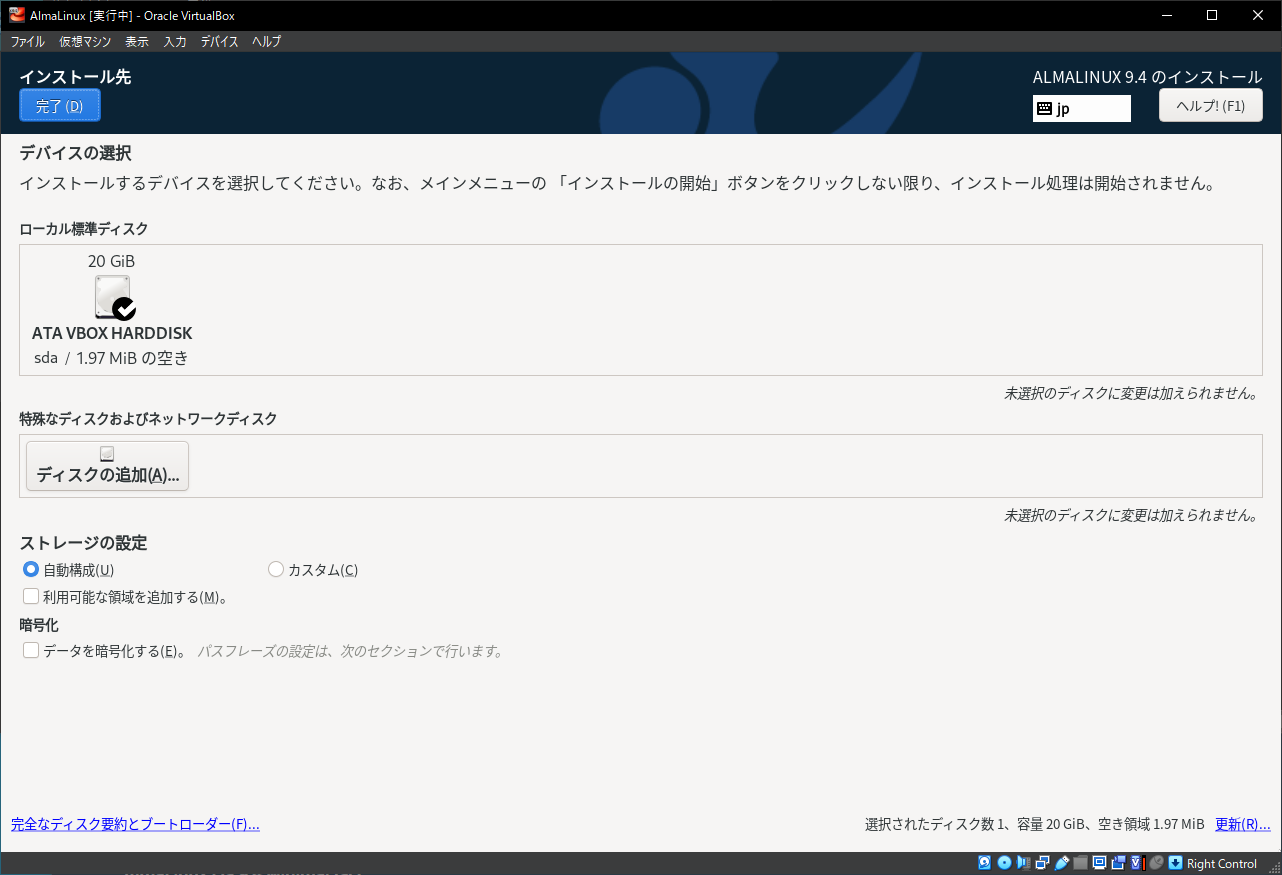 AlmaLinux [実行中] - Oracle VirtualBox
ファイル 仮想マシン 表示 入力 デバイス ヘルプ
インストール先
ALMALINUX 9.4 のインストール
完了 (D)
jp
ヘルプ! (F1)
デバイスの選択
インストールするデバイスを選択してください。なお、メインメニューの 「インストールの開始」ボタンをクリックしない限り、インストール処理は開始されません。
ローカル標準ディスク
20 GiB
ATA VBOX HARDDISK
sda / 1.97 MiB の空き
未選択のディスクに変更は加えられません。
特殊なディスクおよびネットワークディスク
ディスクの追加(A)...
未選択のディスクに変更は加えられません。
ストレージの設定
自動構成(U) カスタム(C)
利用可能な領域を追加する(M)。
暗号化
データを暗号化する(E)。 パスフレーズの設定は、次のセクションで行います。
完全なディスク要約とブートローダー(F)...
選択されたディスク数 1、容量 20 GiB、空き領域 1.97 MiB 更新(R)...
Right Control